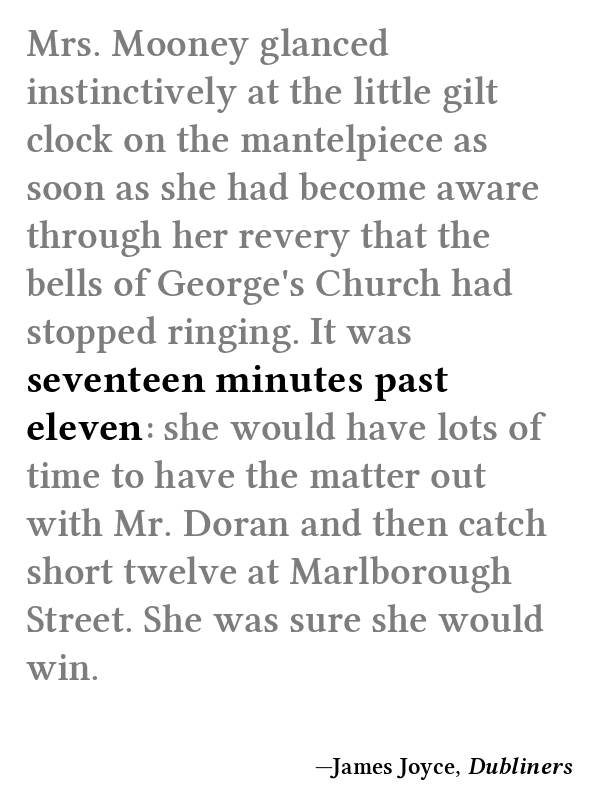 Mrs. Mooney glanced
instinctively at the little gilt
clock on the mantelpiece as
soon as she had become aware
through her revery that the
bells of George's Church had
stopped ringing. It was
seventeen minutes past
eleven: she would have lots of
time to have the matter out
with Mr. Doran and then catch
short twelve at Marlborough
Street. She was sure she would
win.
—James Joyce, Dubliners